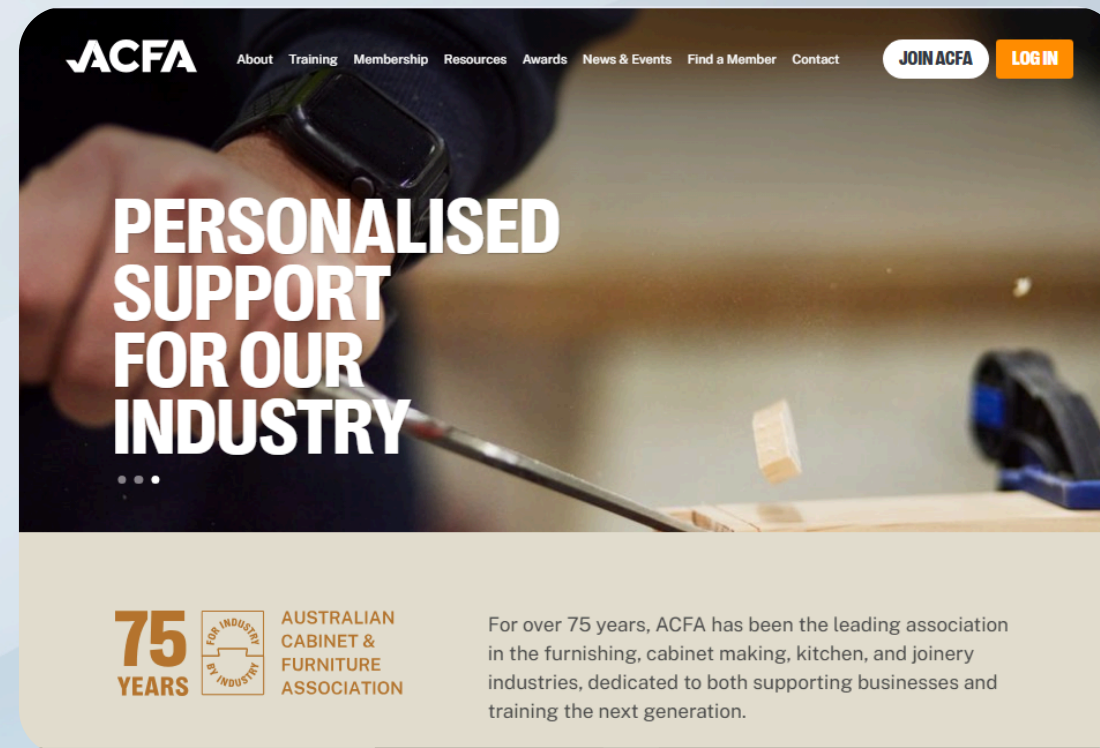 ACFA
About Training Membership Resources Awards News & Events Find a Member Contact
JOIN ACFA
LOG IN
PERSONALISED
SUPPORT
FOR OUR
INDUSTRY
75
YEARS
FOR INDUSTRY
BY INDUSTRY
AUSTRALIAN
CABINET &
FURNITURE
ASSOCIATION
For over 75 years, ACFA has been the leading association
in the furnishing, cabinet making, kitchen, and joinery
industries, dedicated to both supporting businesses and
training the next generation.